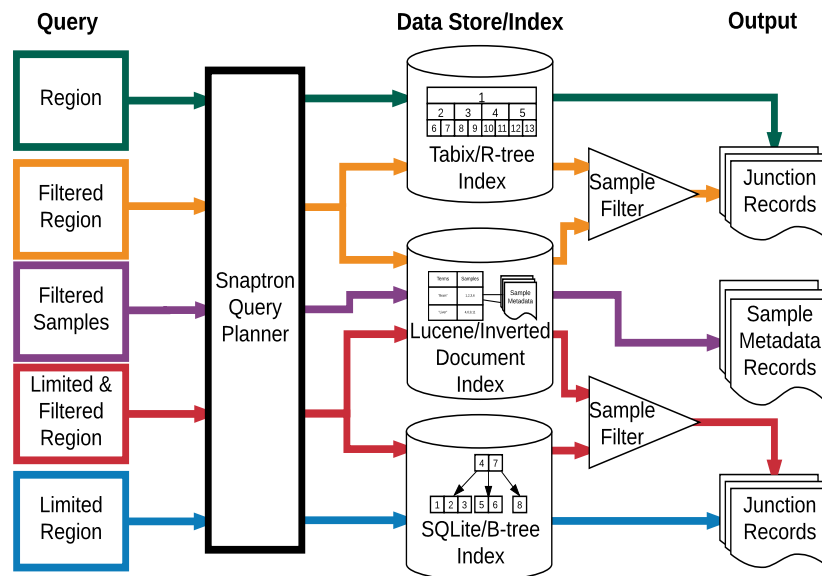 Query
Data Store/Index
Output
Region
Filtered
Region
Filtered
Samples
Limited &
Filtered
Region
Limited
Region
Snaptron
Query
Planner
1
2 3 4 5
6 7 8 9 10 11 12 13
Tabix/R-tree
Index
Terms Samples
Sample
Metadata
Lucene/Inverted
Document
Index
4 7
1 2 3 5 6 8
SQLite/B-tree
Index
Sample
Filter
Sample
Filter
Junction
Records
Sample
Metadata
Records
Junction
Records